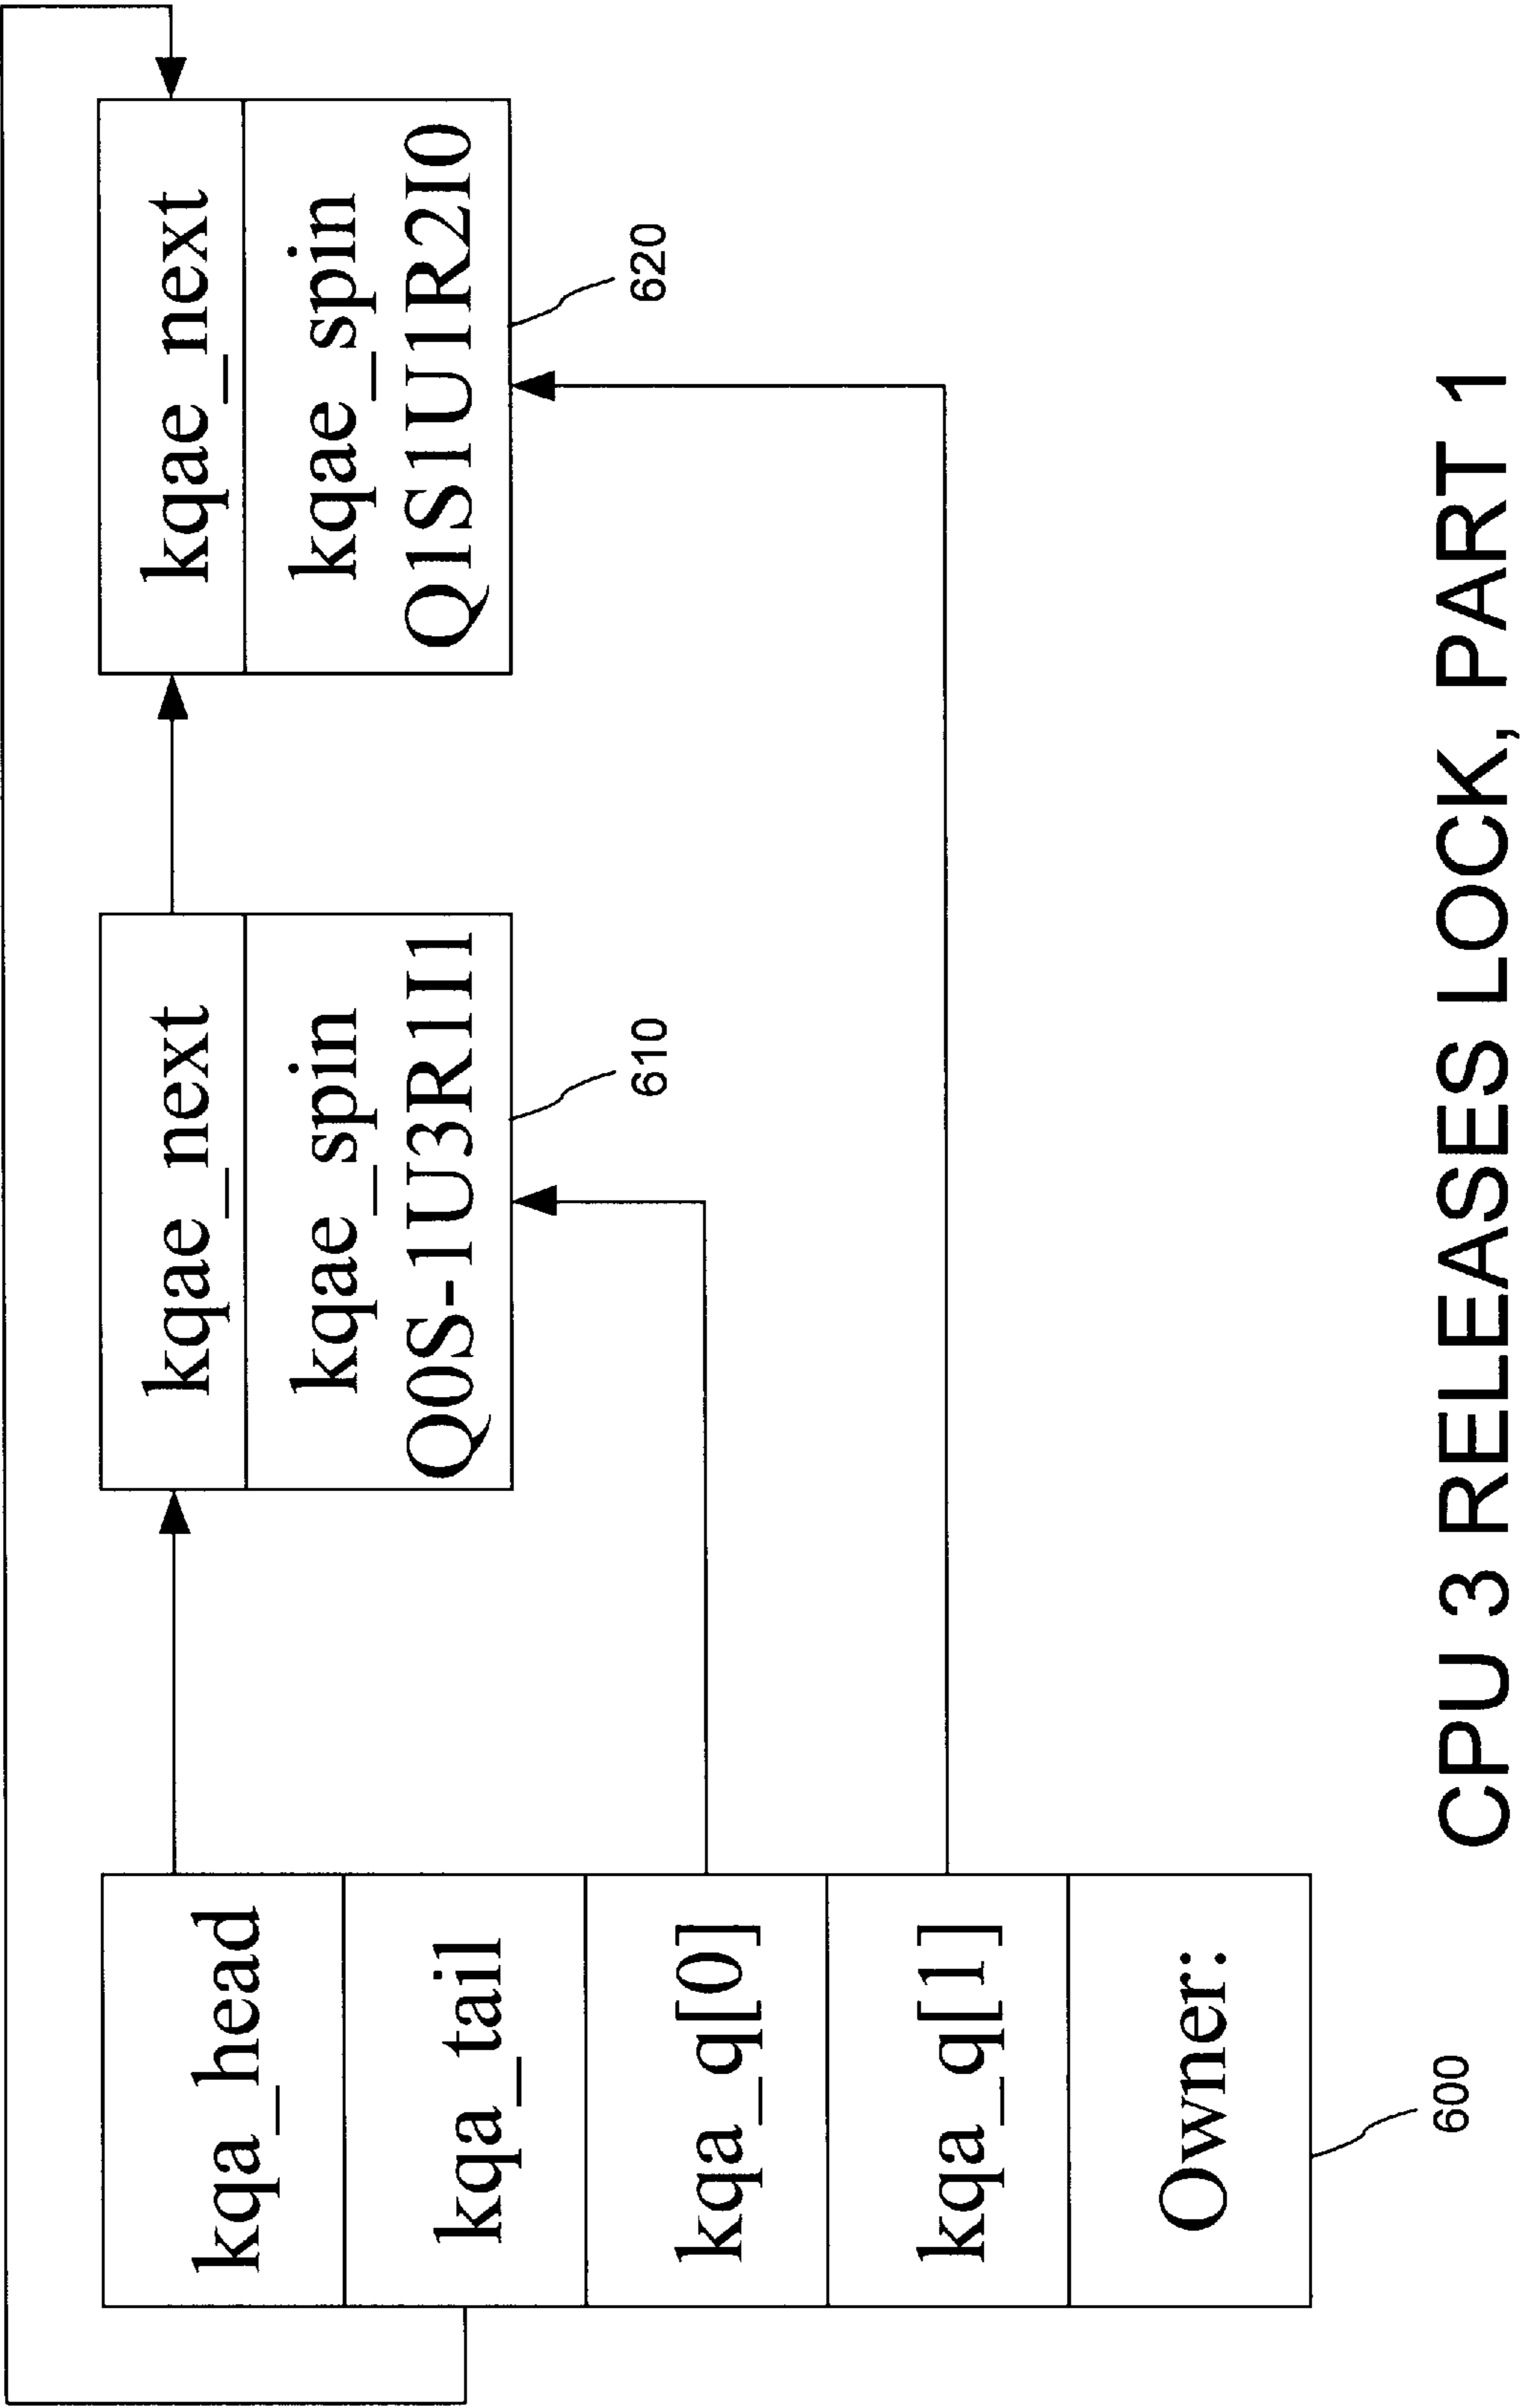 kqa_head
kqa_tail
kqa_q[0]
kqa_q[1]
Owner:
600
kqae_next
kqae_spin
Q0S-1U3R1I1
610
kqae_next
kqae_spin
Q1S1U1R2I0
620
CPU 3 RELEASES LOCK, PART 1